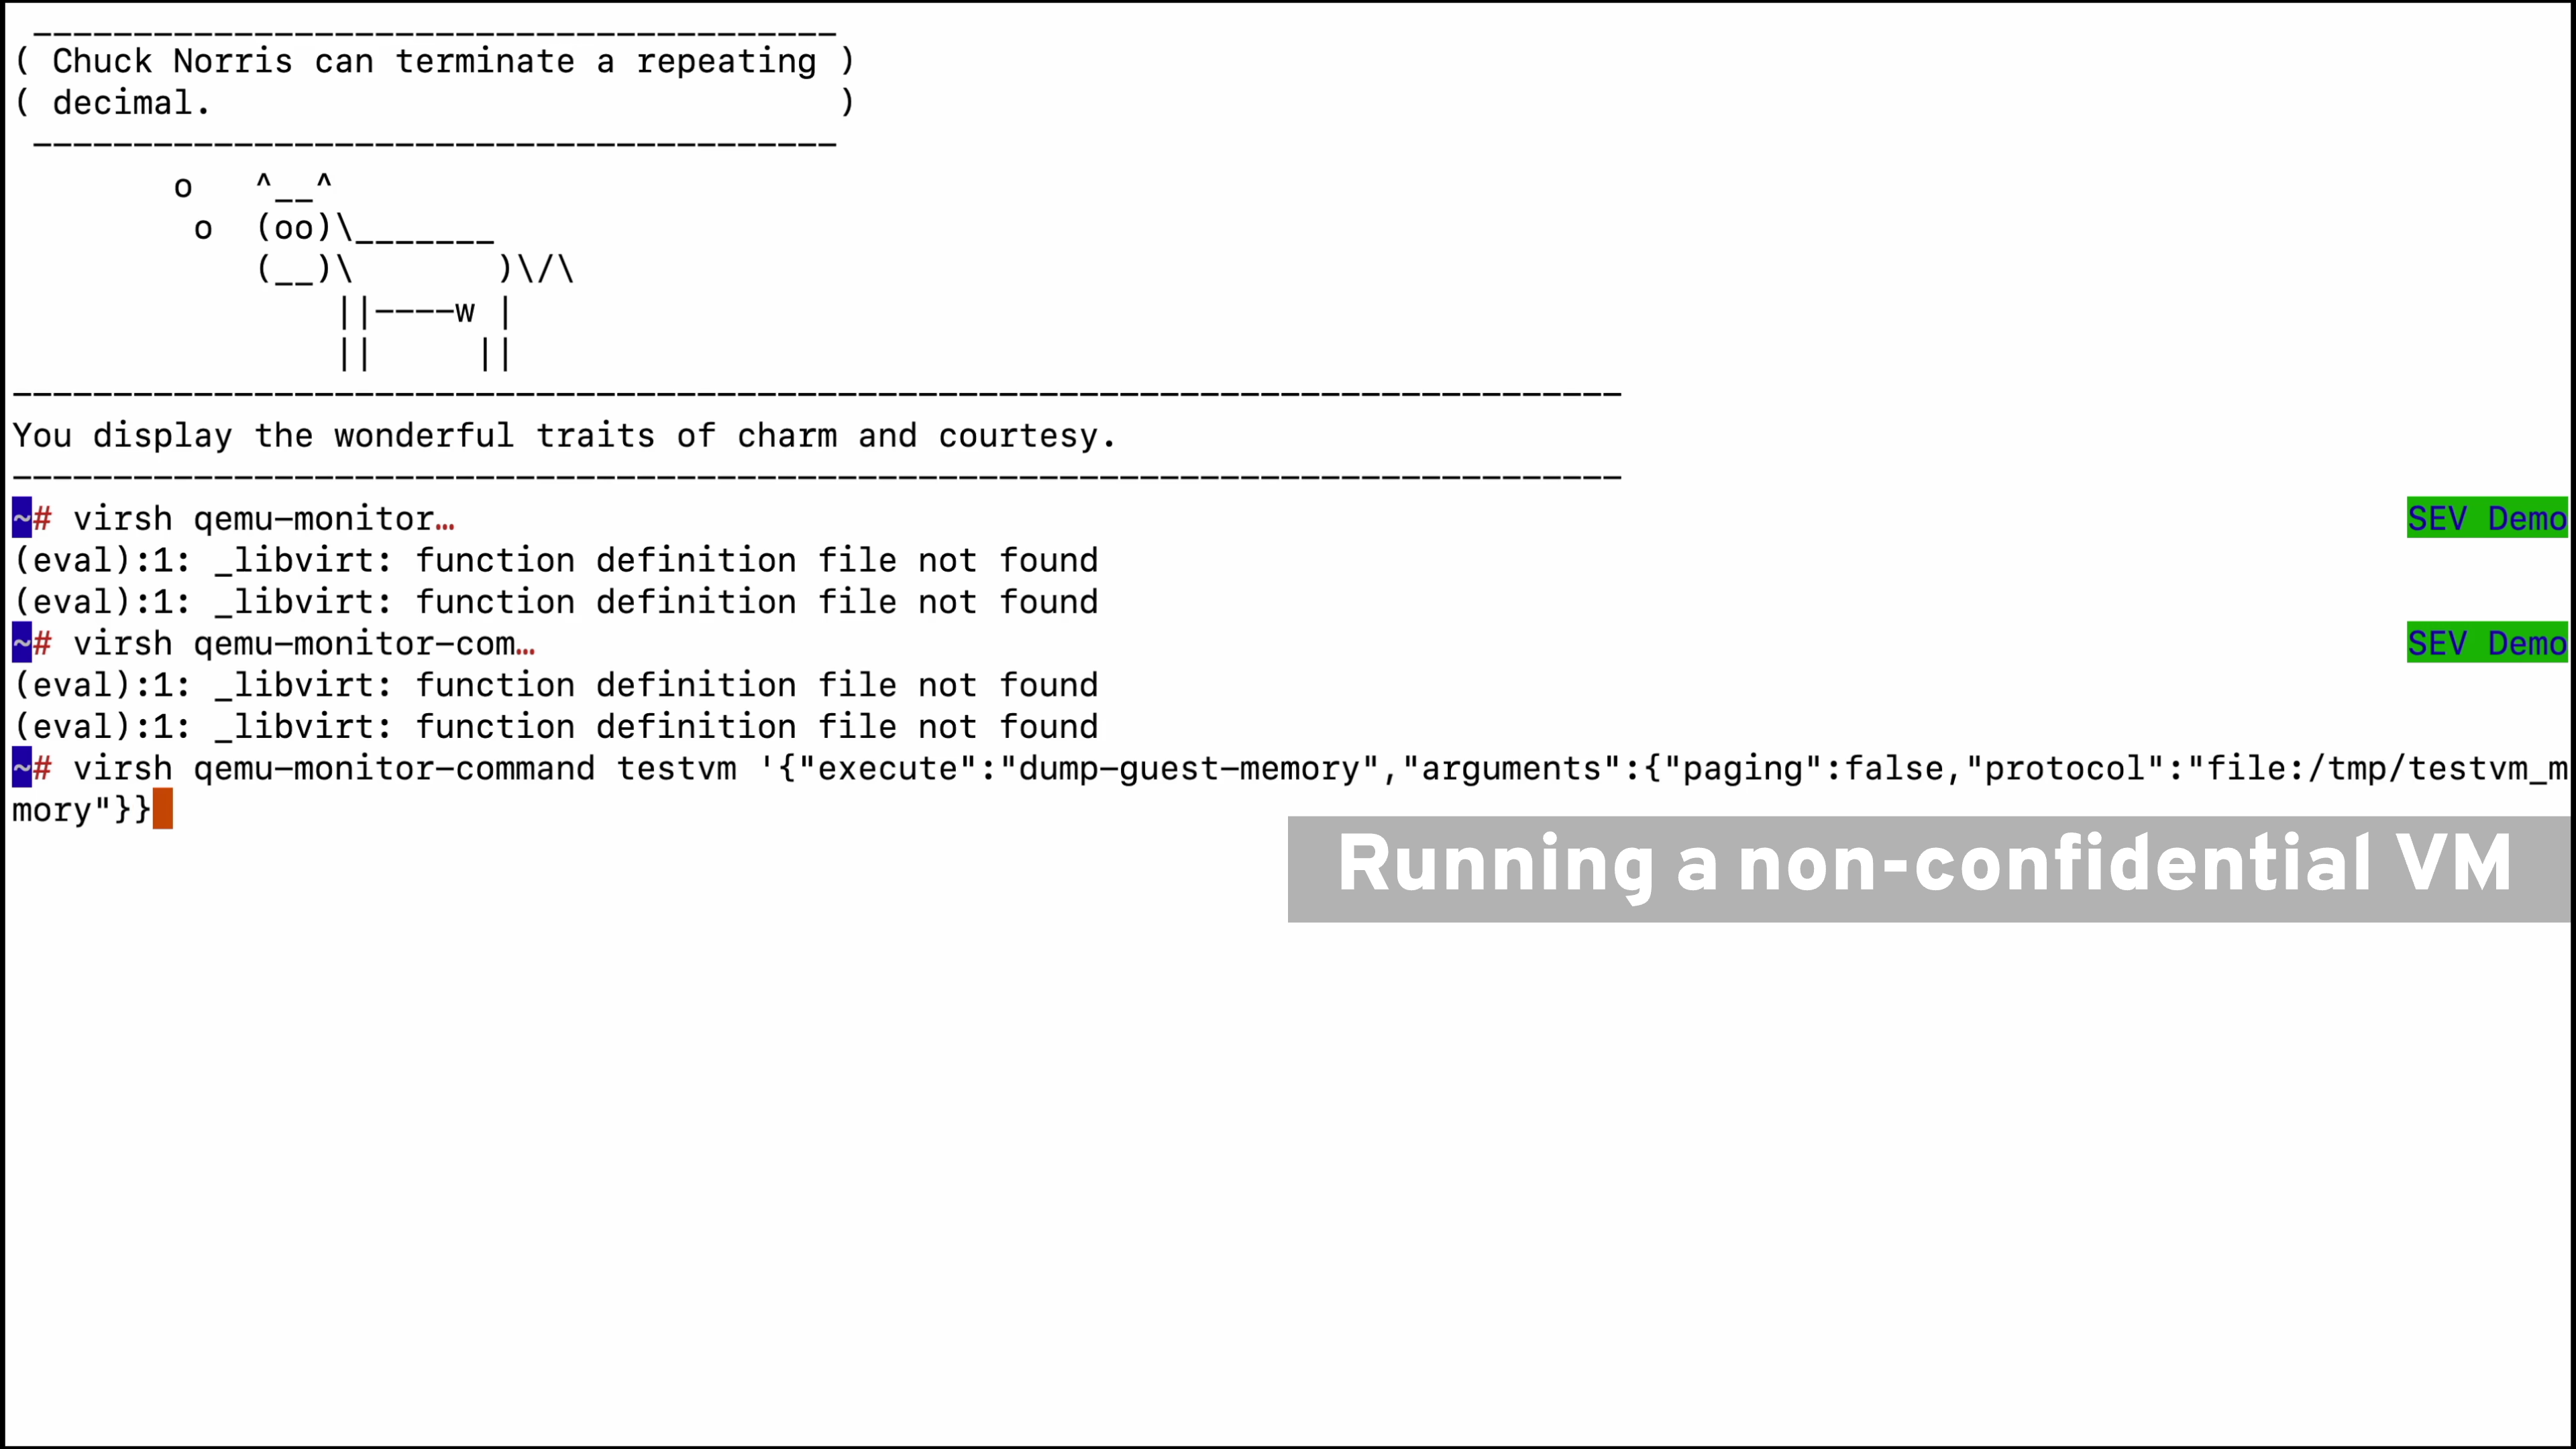 ________________________________________
( Chuck Norris can terminate a repeating )
( decimal.                               )
 ----------------------------------------
        o   ^__^
         o  (oo)\_______
            (__)\       )\/\
                ||----w |
                ||     ||
--------------------------------------------------------------------------------
You display the wonderful traits of charm and courtesy.
--------------------------------------------------------------------------------
~# virsh qemu-monitor… SEV Demo
(eval):1: _libvirt: function definition file not found
(eval):1: _libvirt: function definition file not found
~# virsh qemu-monitor-com… SEV Demo
(eval):1: _libvirt: function definition file not found
(eval):1: _libvirt: function definition file not found
~# virsh qemu-monitor-command testvm '{"execute":"dump-guest-memory","arguments":{"paging":false,"protocol":"file:/tmp/testvm_m
mory"}}
Running a non-confidential VM